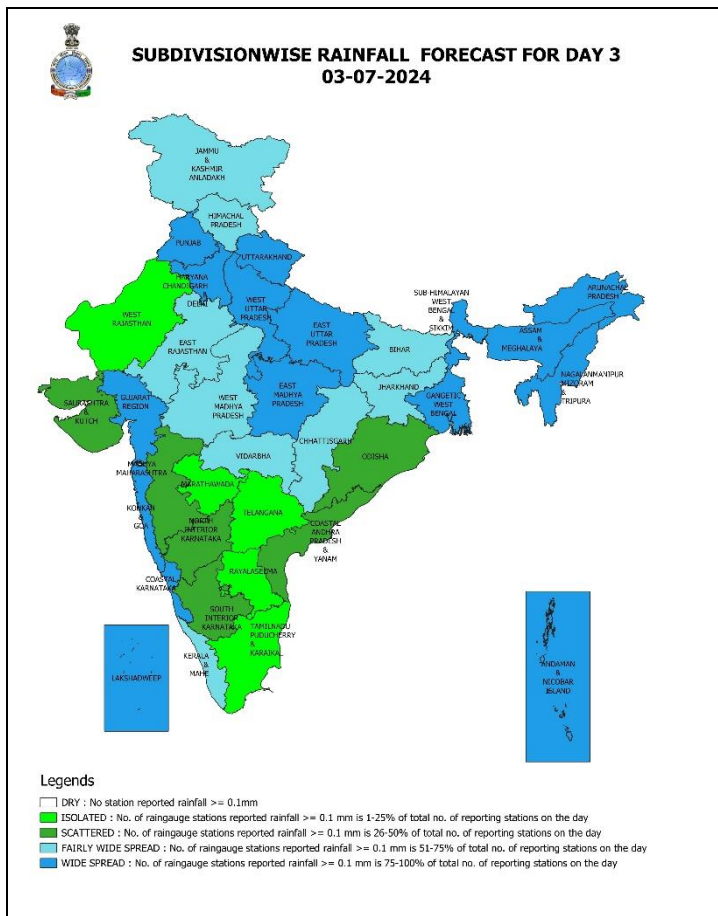 SUBDIVISIONWISE RAINFALL FORECAST FOR DAY 3
03-07-2024
JAMMU
&
KASHMIR
ANLADAKH
HIMACHAL
PRADESH
PUNJAB
UTTARAKHAND
HARYANA
CHANDIGARH
DELHI
WEST
UTTAR
PRADESH
WEST
RAJASTHAN
EAST
RAJASTHAN
EAST
UTTAR
PRADESH
SUB-HIMALAYAN
WEST
BENGAL
&
SIKKIM
ARUNACHAL
PRADESH
ASSAM
&
MEGHALAYA
NAGALANMANIPUR
MIZORAM
&
TRIPURA
BIHAR
JHARKHAND
GANGETIC
WEST
BENGAL
SAURASHTRA
&
KUTCH
GUJARAT
REGION
WEST
MADHYA
PRADESH
EAST
MADHYA
PRADESH
CHHATTISGARH
ODISHA
VIDARBHA
MADHYA
MAHARASHTRA
MARATHAWADA
KONKAN
&
GOA
TELANGANA
NORTH
INTERIOR
KARNATAKA
COASTAL
ANDHRA
PRADESH
&
YANAM
RAYALASEEMA
COASTAL
KARNATAKA
SOUTH
INTERIOR
KARNATAKA
TAMILNADU
PUDUCHERRY
&
KARAIKAL
KERALA
&
MAHE
LAKSHADWEEP
ANDAMAN
&
NICOBAR
ISLAND
Legends
DRY : No station reported rainfall >= 0.1mm
ISOLATED : No. of raingauge stations reported rainfall >= 0.1 mm is 1-25% of total no. of reporting stations on the day
SCATTERED : No. of raingauge stations reported rainfall >= 0.1 mm is 26-50% of total no. of reporting stations on the day
FAIRLY WIDE SPREAD : No. of raingauge stations reported rainfall >= 0.1 mm is 51-75% of total no. of reporting stations on the day
WIDE SPREAD : No. of raingauge stations reported rainfall >= 0.1 mm is 75-100% of total no. of reporting stations on the day